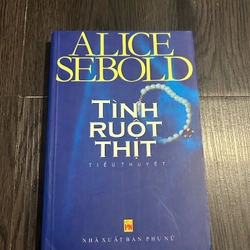 ALICE
SEBOLD
TÌNH
RUỘT
THỊT
TIỂU THUYẾT
NHÀ XUẤT BẢN PHỤ NỮ